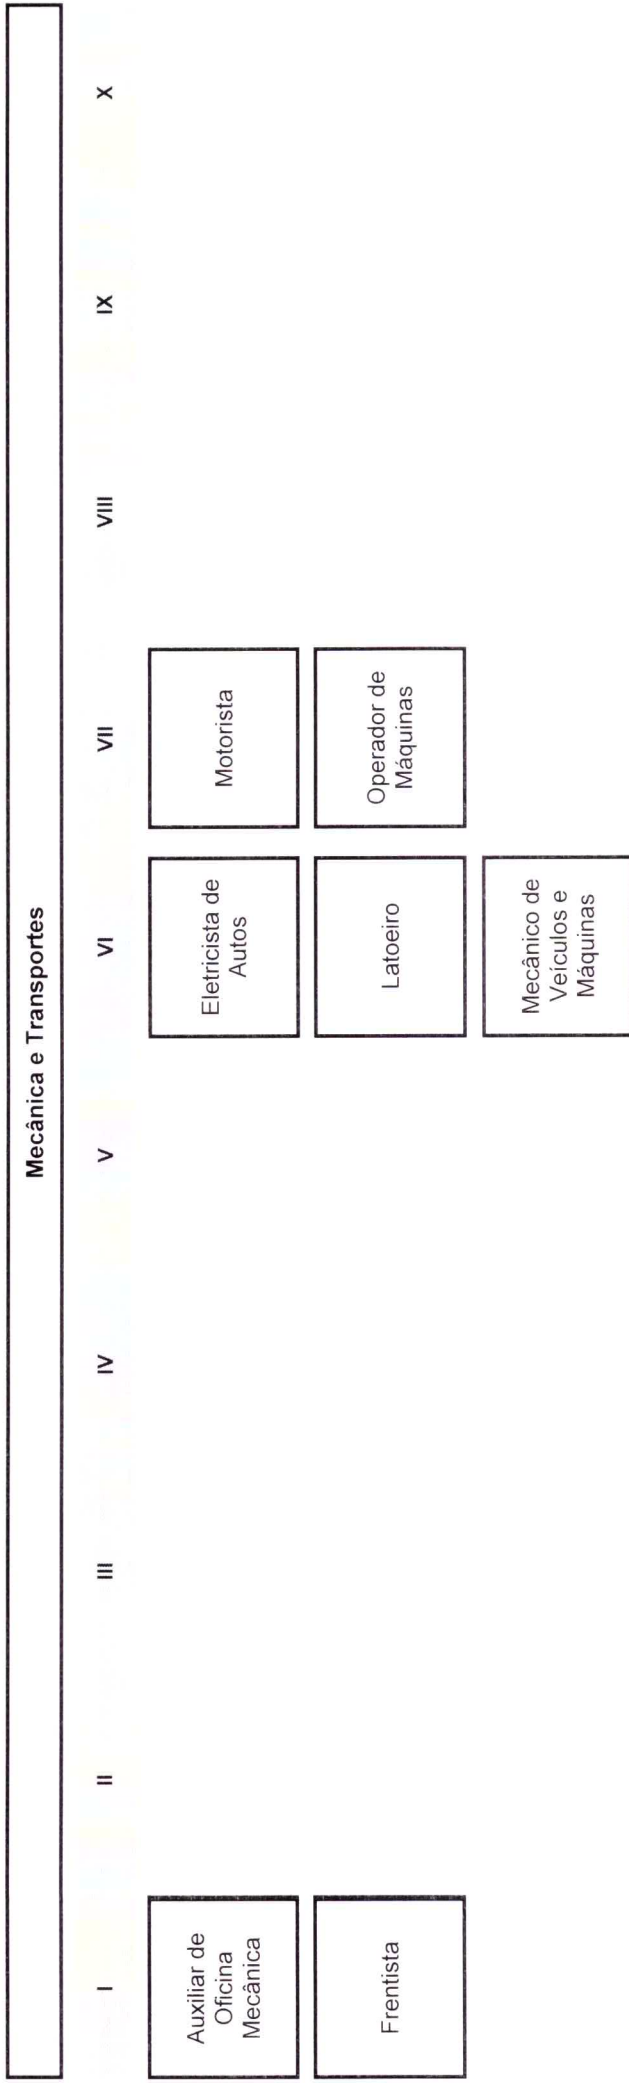 Mecânica e Transportes
I
II
III
IV
V
VI
VII
VIII
IX
X
Auxiliar de
Oficina
Mecânica
Eletricista de
Autos
Motorista
Frentista
Latoeiro
Operador de
Máquinas
Mecânico de
Veículos e
Máquinas